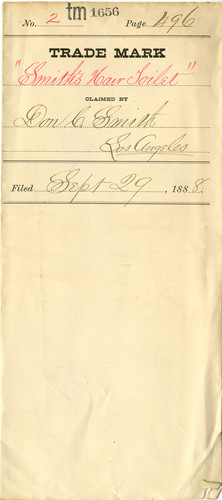 tm 1656
No. 2 Page 496
TRADE MARK
"Smith's Hair Toilet"
CLAIMED BY
Don C. Smith
Los Angeles
Filed Sept 29, 1888.